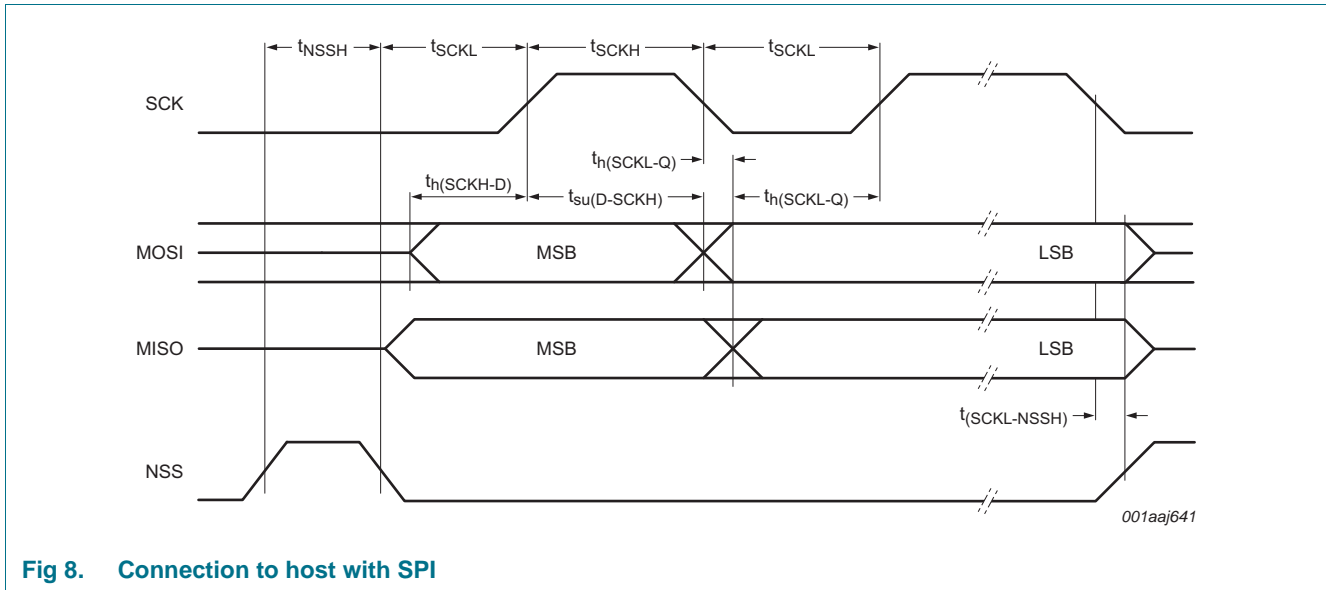 tNSSH tSCKL tSCKH tSCKL
SCK
th(SCKL-Q)
th(SCKH-D) tsu(D-SCKH) th(SCKL-Q)
MOSI MSB LSB
MISO MSB LSB
t(SCKL-NSSH)
NSS
001aaj641
Fig 8. Connection to host with SPI